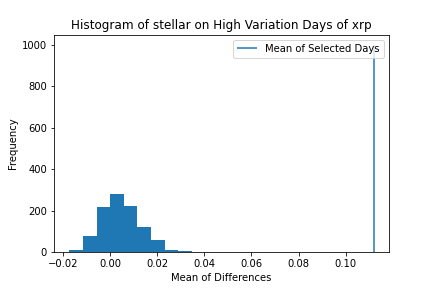 Histogram of stellar on High Variation Days of xrp
1000
800
600
400
200
0
Frequency
Mean of Selected Days
−0.02 0.00 0.02 0.04 0.06 0.08 0.10
Mean of Differences